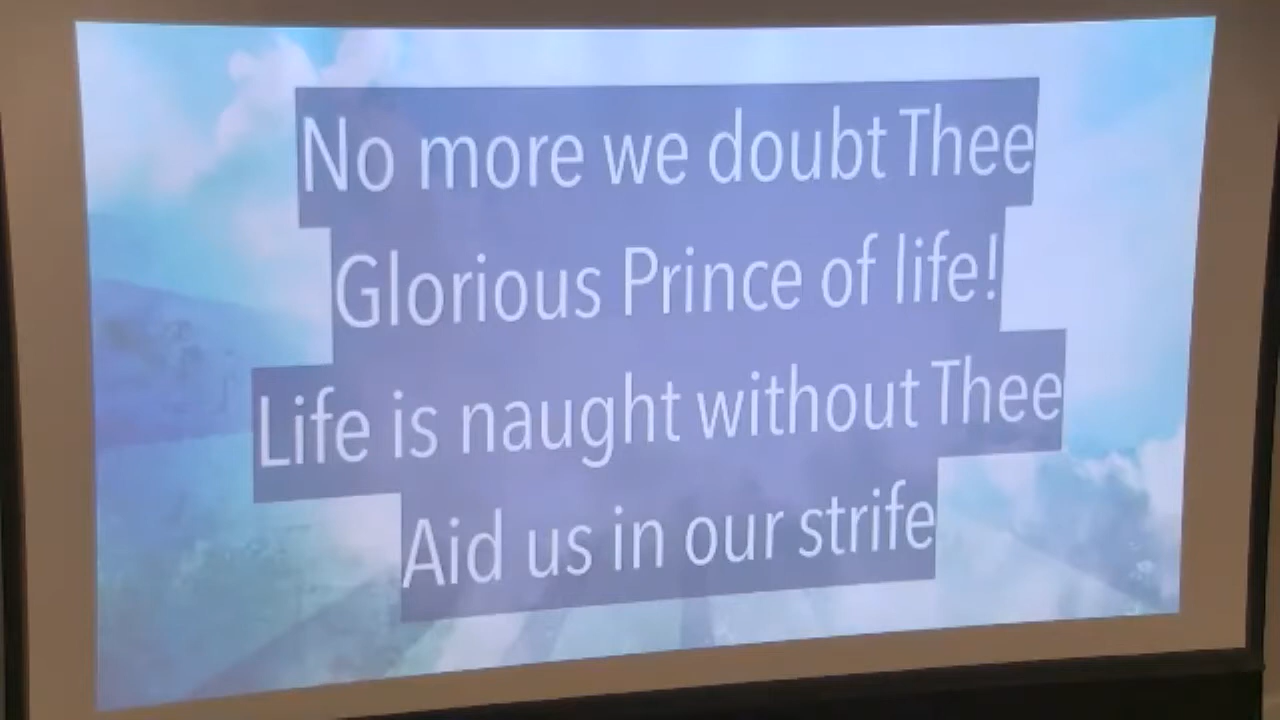 No more we doubt Thee
Glorious Prince of life!
Life is naught without Thee
Aid us in our strife